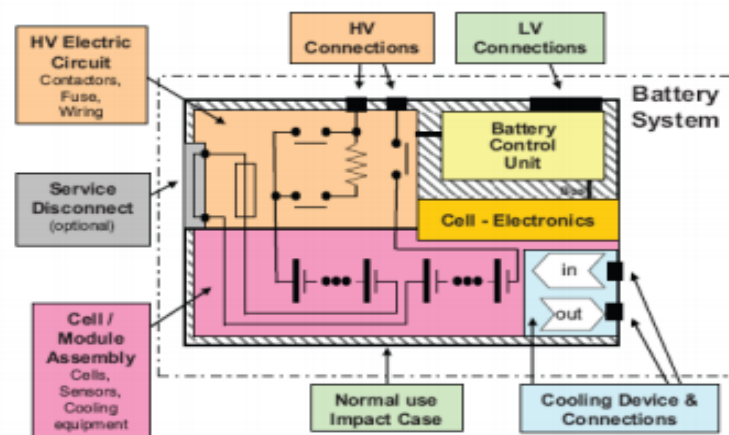 HV Electric
Circuit
Contactors,
Fuse,
Wiring
HV
Connections
LV
Connections
Battery
System
Battery
Control
Unit
Service
Disconnect
(optional)
Cell - Electronics
in
out
Cell /
Module
Assembly
Cells,
Sensors,
Cooling
equipment
Normal use
Impact Case
Cooling Device &
Connections